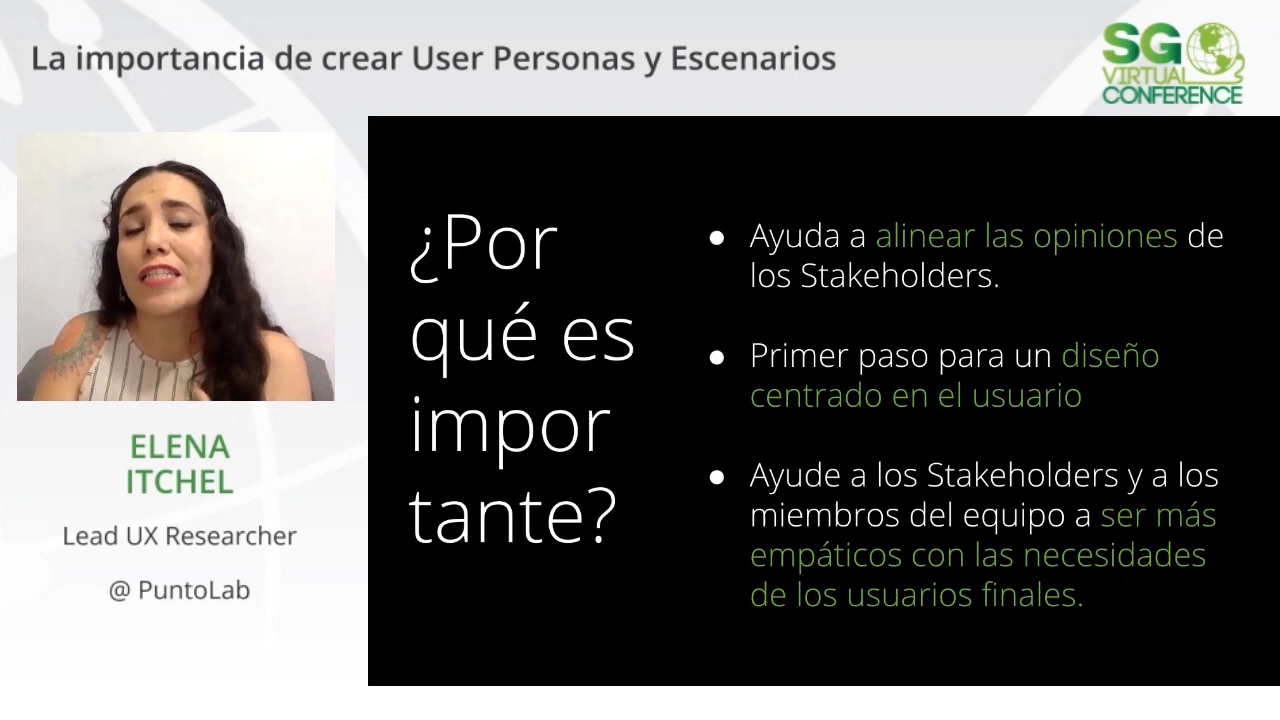 La importancia de crear User Personas y Escenarios
SG
VIRTUAL
CONFERENCE
ELENA
ITCHEL
Lead UX Researcher
@ PuntoLab
¿Por
qué es
impor
tante?
● Ayuda a alinear las opiniones de
los Stakeholders.
● Primer paso para un diseño
centrado en el usuario
● Ayude a los Stakeholders y a los
miembros del equipo a ser más
empáticos con las necesidades
de los usuarios finales.